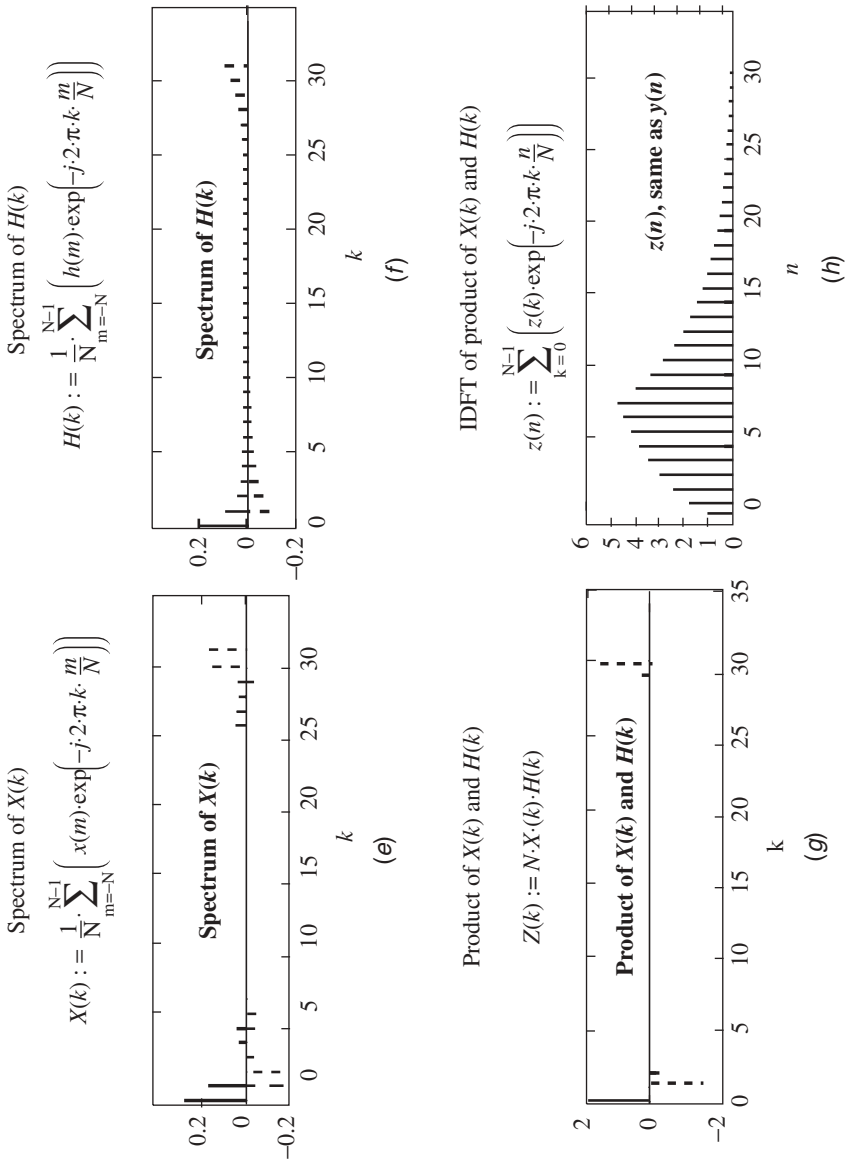 Spectrum of X(k)
X(k) := 1/N · ∑ N−1 m=−N ( x(m)·exp(−j·2·π·k· m/N ))
0.2
0
−0.2
Spectrum of X(k)
0 5 10 15 20 25 30
k
(e)
Spectrum of H(k)
H(k) := 1/N · ∑ N−1 m=−N ( h(m)·exp(−j·2·π·k· m/N ))
0.2
0
−0.2
Spectrum of H(k)
0 5 10 15 20 25 30
k
(f)
Product of X(k) and H(k)
Z(k) := N·X·(k)·H(k)
2
0
−2
Product of X(k) and H(k)
0 5 10 15 20 25 30 35
k
(g)
IDFT of product of X(k) and H(k)
z(n) := ∑ N−1 k = 0 ( z(k)·exp(−j·2·π·k· n/N ))
6
5
4
3
2
1
0
z(n), same as y(n)
0 5 10 15 20 25 30
n
(h)